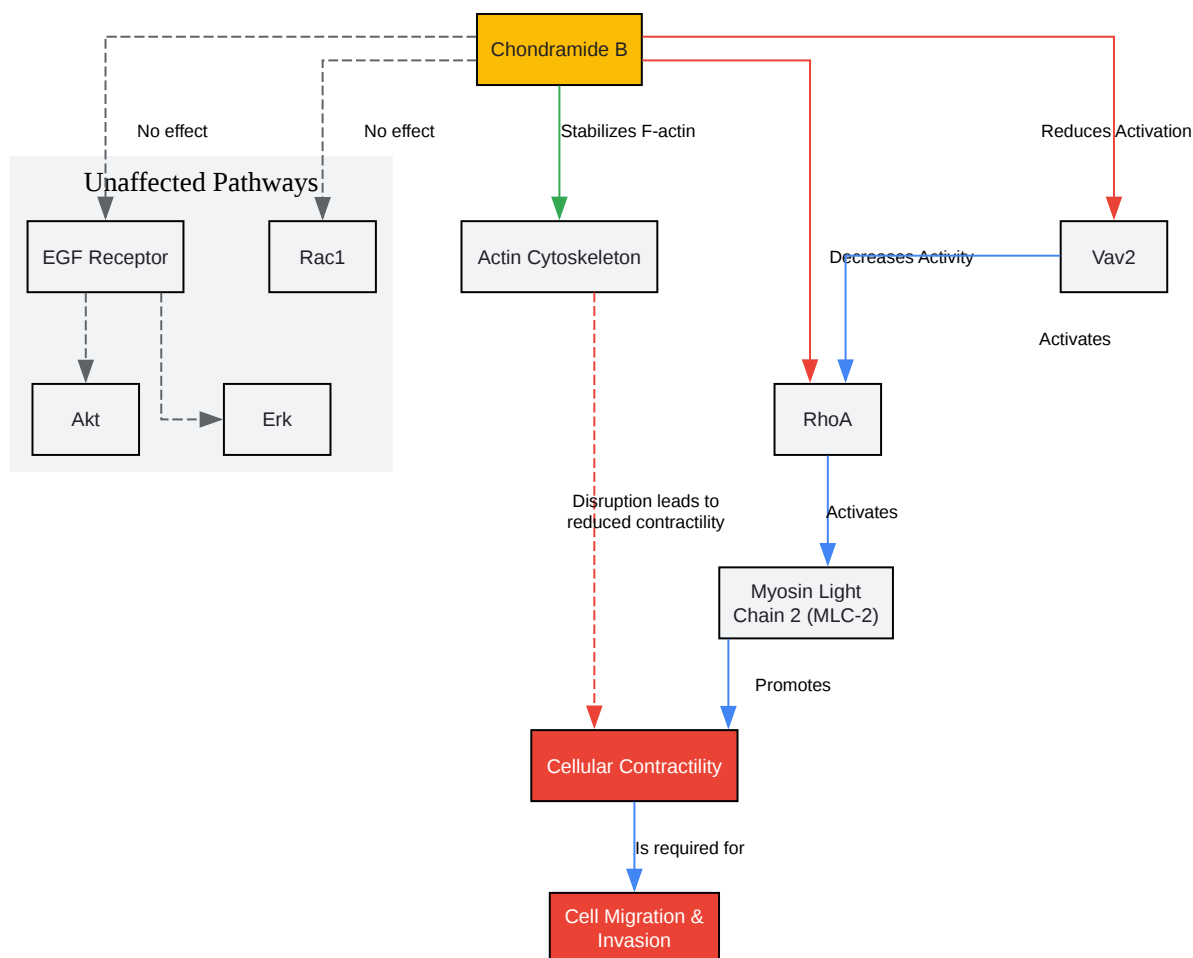 Chondramide B
No effect
No effect
Stabilizes F-actin
Reduces Activation
Unaffected Pathways
EGF Receptor
Rac1
Actin Cytoskeleton
Decreases Activity
Vav2
Activates
Akt
Erk
RhoA
Disruption leads to
reduced contractility
Activates
Myosin Light
Chain 2 (MLC-2)
Promotes
Cellular Contractility
Is required for
Cell Migration &
Invasion